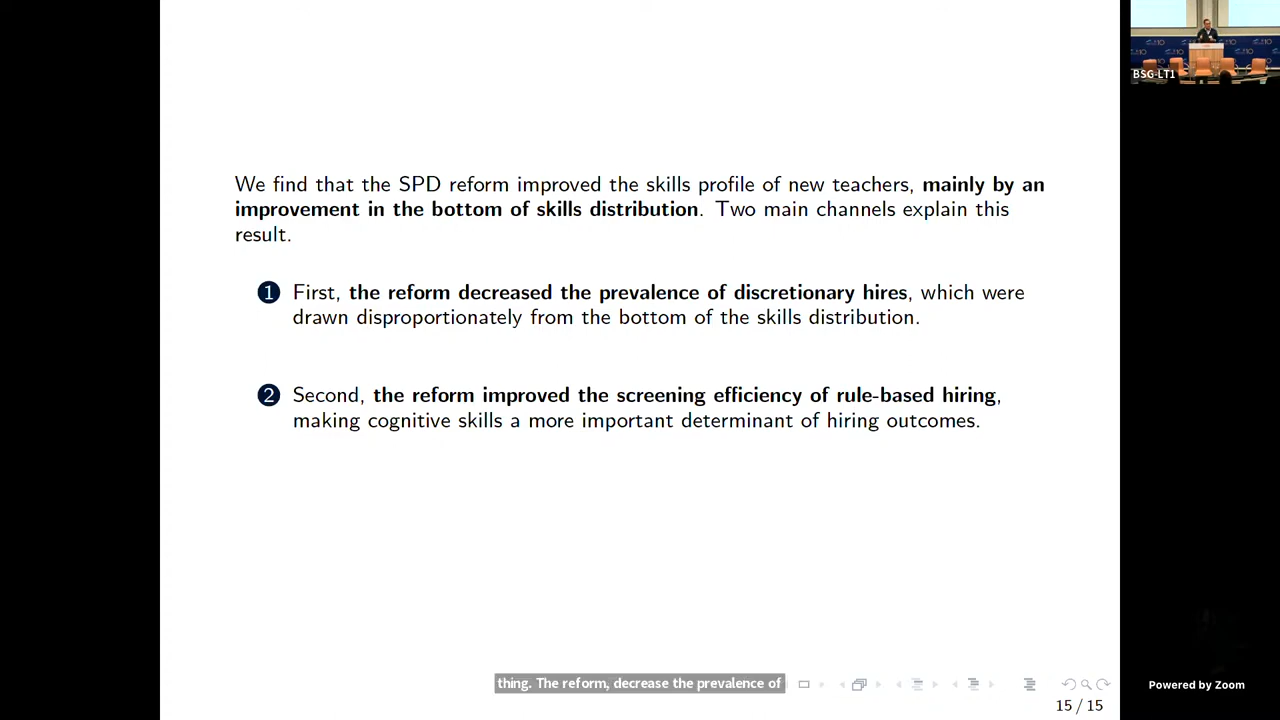 BSG-LT1
We find that the SPD reform improved the skills profile of new teachers, mainly by an
improvement in the bottom of skills distribution. Two main channels explain this
result.
1 First, the reform decreased the prevalence of discretionary hires, which were
drawn disproportionately from the bottom of the skills distribution.
2 Second, the reform improved the screening efficiency of rule-based hiring,
making cognitive skills a more important determinant of hiring outcomes.
thing. The reform, decrease the prevalence of
15 / 15
Powered by Zoom